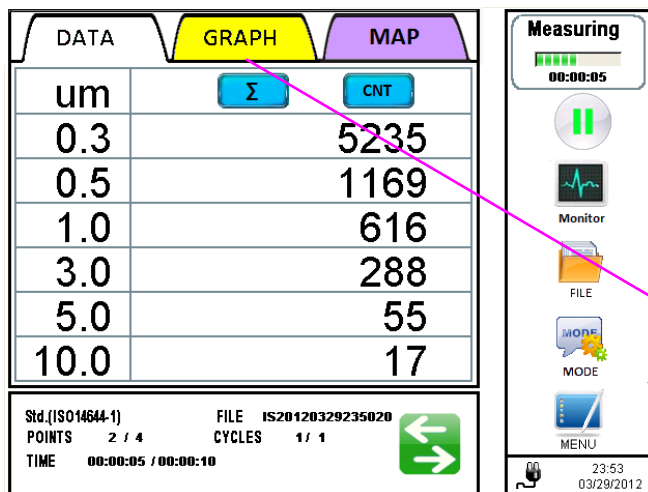 DATA GRAPH MAP
um Σ CNT
0.3 5235
0.5 1169
1.0 616
3.0 288
5.0 55
10.0 17
Std.(ISO14644-1) FILE IS20120329235020
POINTS 2 / 4 CYCLES 1/ 1
TIME 00:00:05 / 00:00:10
Measuring
00:00:05
Monitor
FILE
MODE
MODE
MENU
23:53
03/29/2012